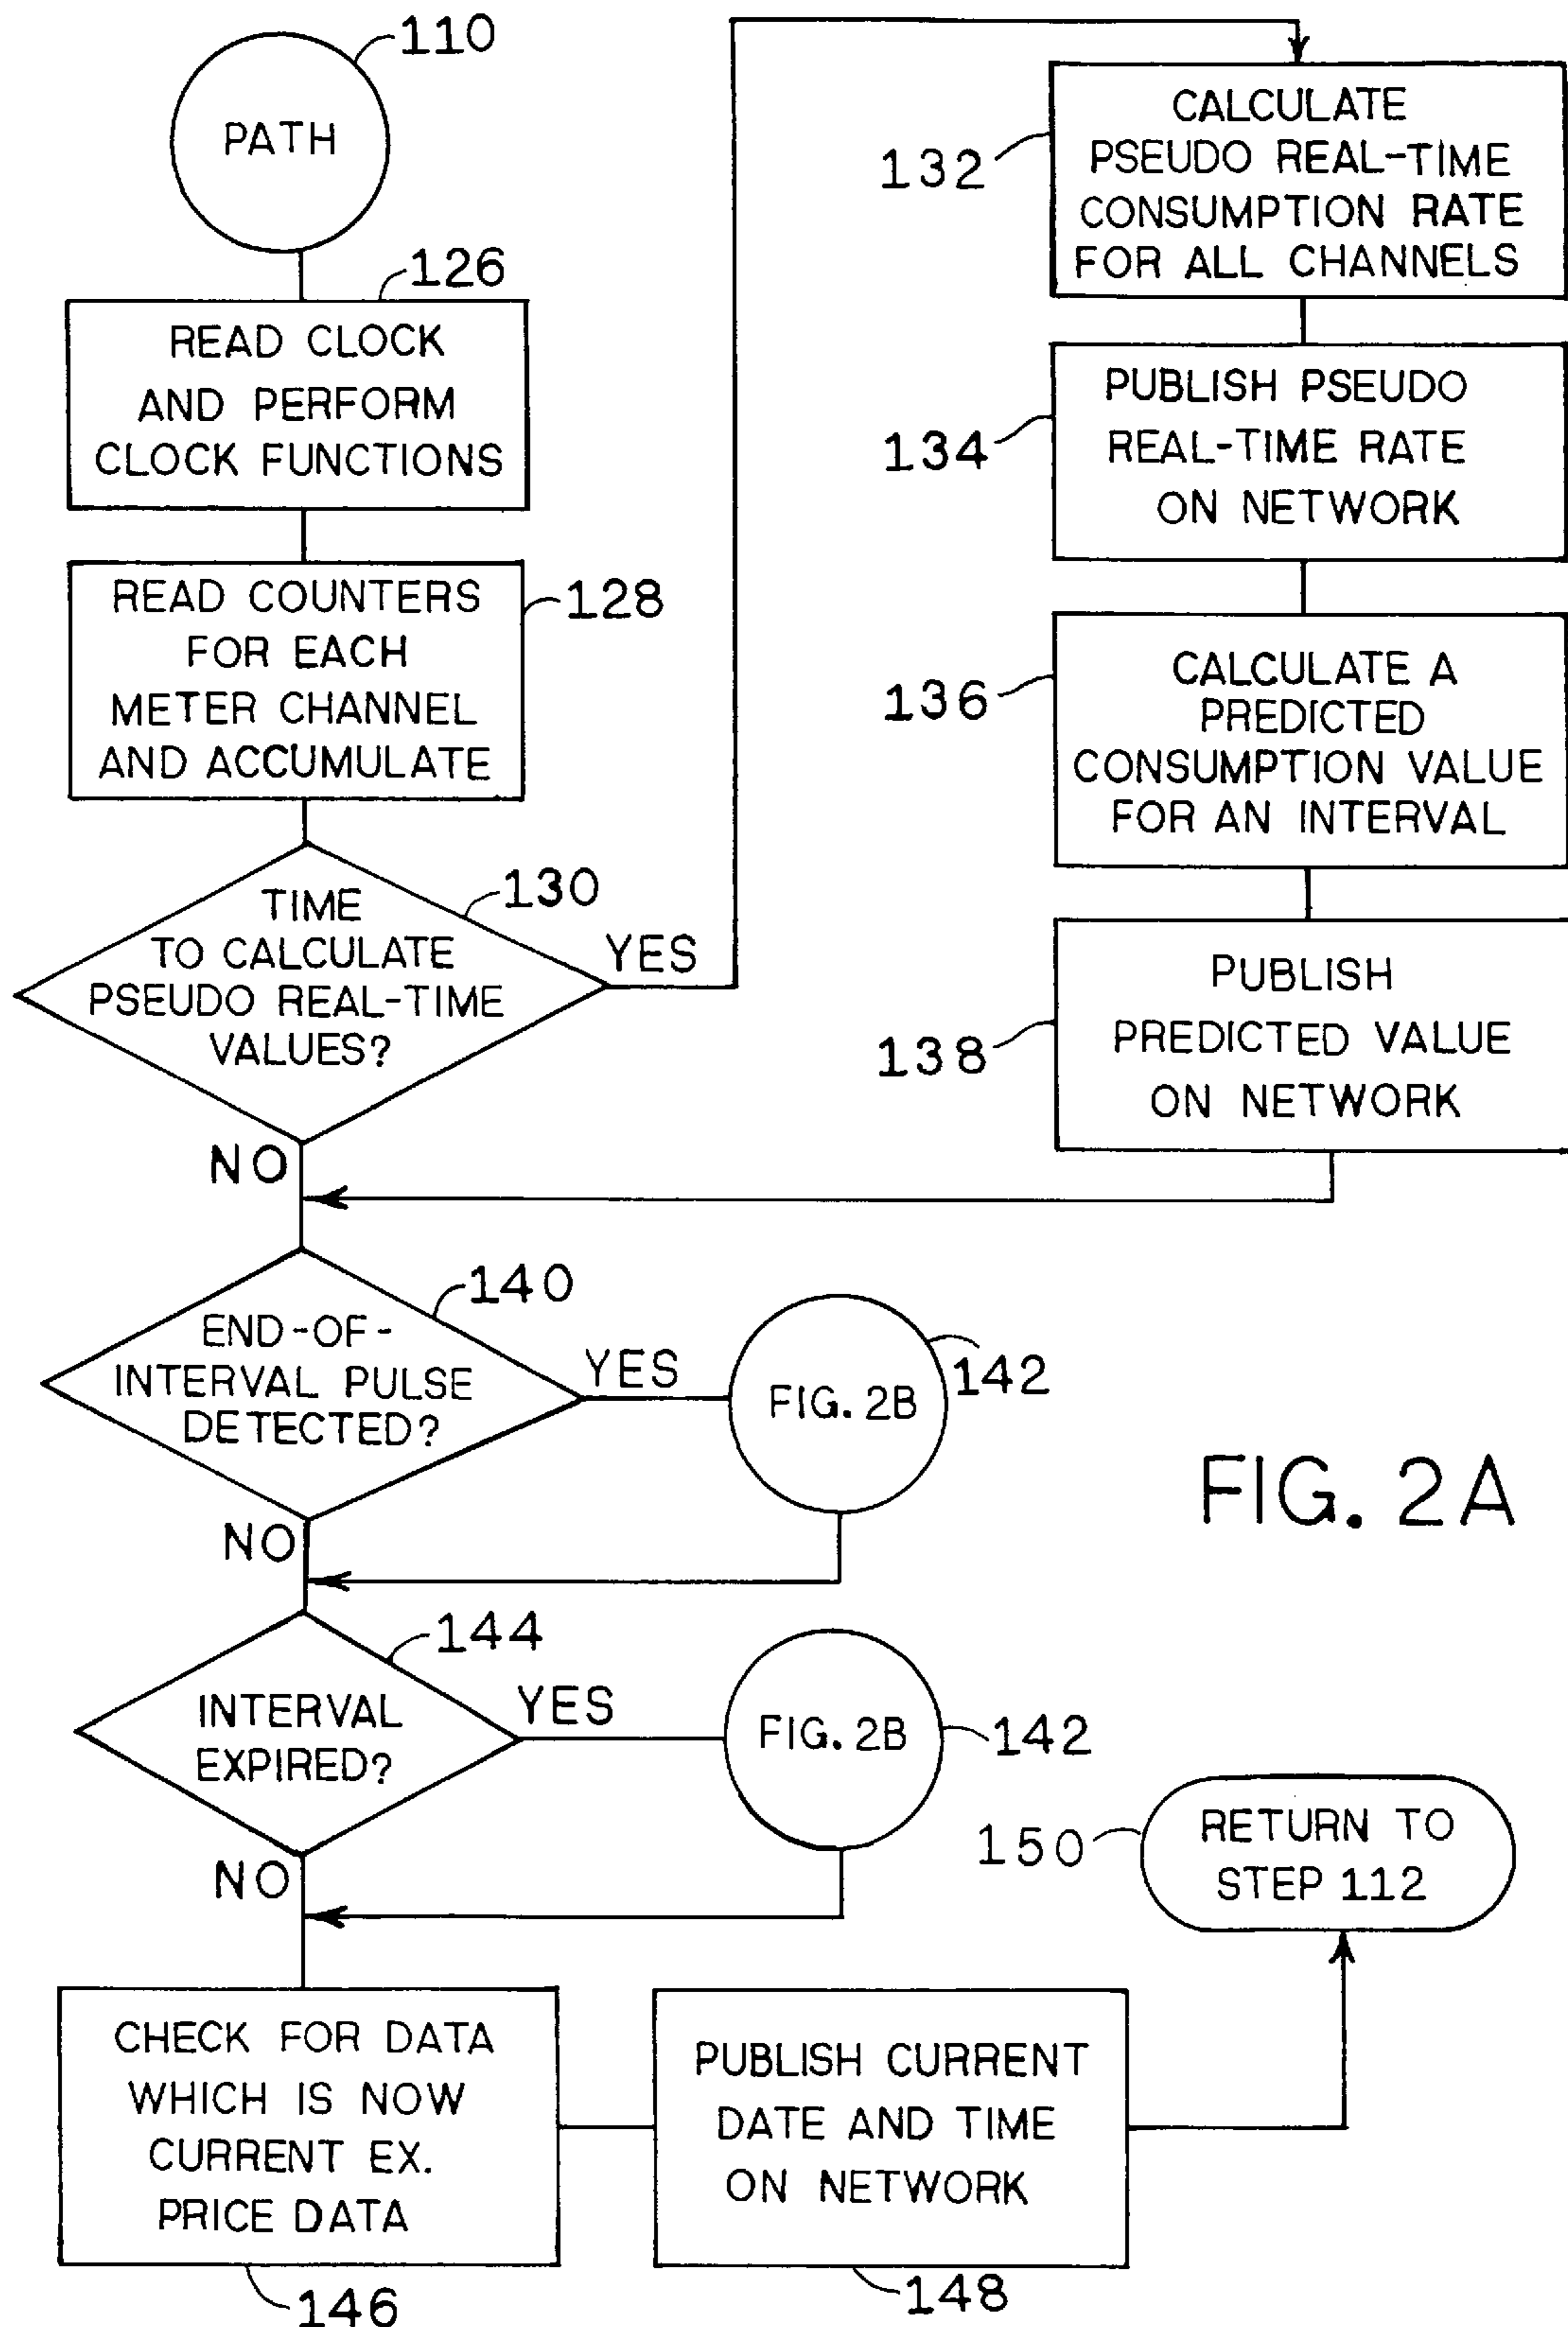 110
PATH
126
READ CLOCK
AND PERFORM
CLOCK FUNCTIONS
128
READ COUNTERS
FOR EACH
METER CHANNEL
AND ACCUMULATE
130
TIME
TO CALCULATE
PSEUDO REAL-TIME
VALUES?
YES
NO
132
CALCULATE
PSEUDO REAL-TIME
CONSUMPTION RATE
FOR ALL CHANNELS
134
PUBLISH PSEUDO
REAL-TIME RATE
ON NETWORK
136
CALCULATE A
PREDICTED
CONSUMPTION VALUE
FOR AN INTERVAL
138
PUBLISH
PREDICTED VALUE
ON NETWORK
140
END-OF-
INTERVAL PULSE
DETECTED?
YES
NO
FIG. 2B
142
FIG. 2A
144
INTERVAL
EXPIRED?
YES
NO
FIG. 2B
142
150
RETURN TO
STEP 112
CHECK FOR DATA
WHICH IS NOW
CURRENT EX.
PRICE DATA
146
PUBLISH CURRENT
DATE AND TIME
ON NETWORK
148